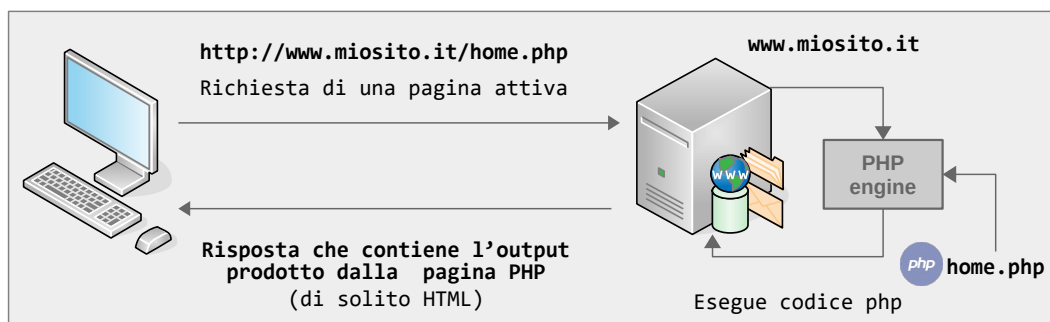 http://www.miosito.it/home.php
Richiesta di una pagina attiva
www.miosito.it
www
PHP
engine
Risposta che contiene l'output
prodotto dalla pagina PHP
(di solito HTML)
php home.php
Esegue codice php